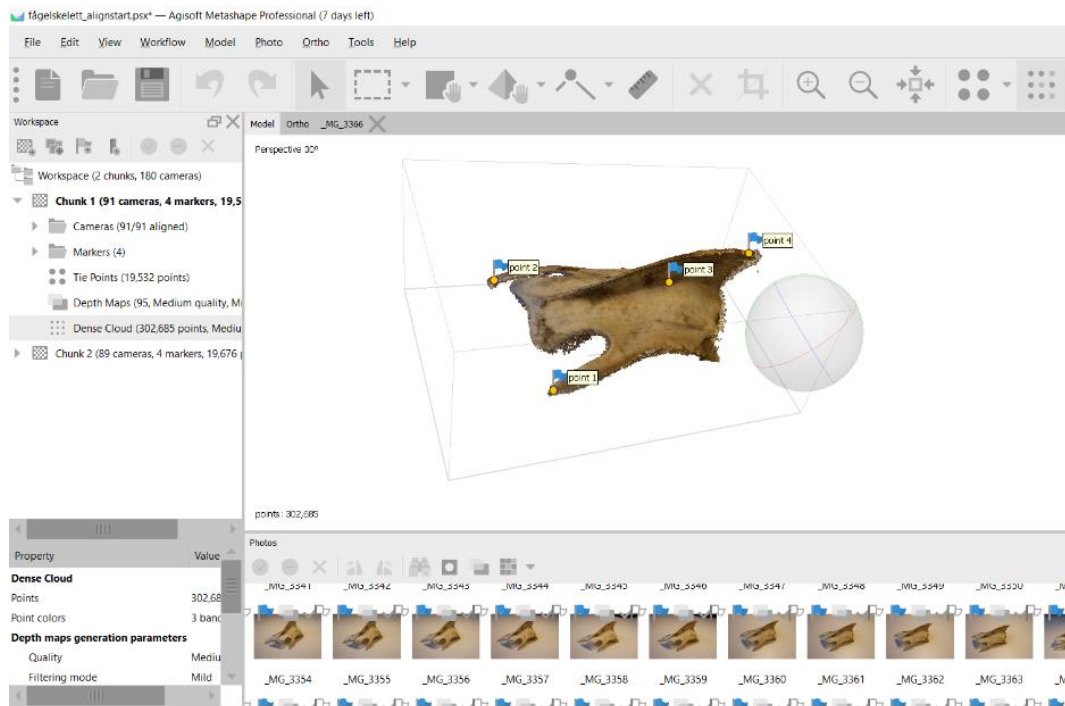 fågelskelett_alignstart.psx* — Agisoft Metashape Professional (7 days left)
File Edit View Workflow Model Photo Ortho Tools Help
Workspace
Model Ortho _MG_3366
Perspective 30°
Workspace (2 chunks, 180 cameras)
Chunk 1 (91 cameras, 4 markers, 19,5
Cameras (91/91 aligned)
Markers (4)
Tie Points (19,532 points)
Depth Maps (95, Medium quality, Mi
Dense Cloud (302,685 points, Mediu
Chunk 2 (89 cameras, 4 markers, 19,676
point 4
point 2
point 3
point 1
points: 302,685
Photos
Property Value
Dense Cloud
Points 302,68
Point colors 3 banc
Depth maps generation parameters
Quality Mediu
Filtering mode Mild
_MG_3341 _MG_3342 _MG_3343 _MG_3344 _MG_3345 _MG_3346 _MG_3347 _MG_3348 _MG_3349 _MG_3350
_MG_3354 _MG_3355 _MG_3356 _MG_3357 _MG_3358 _MG_3359 _MG_3360 _MG_3361 _MG_3362 _MG_3363